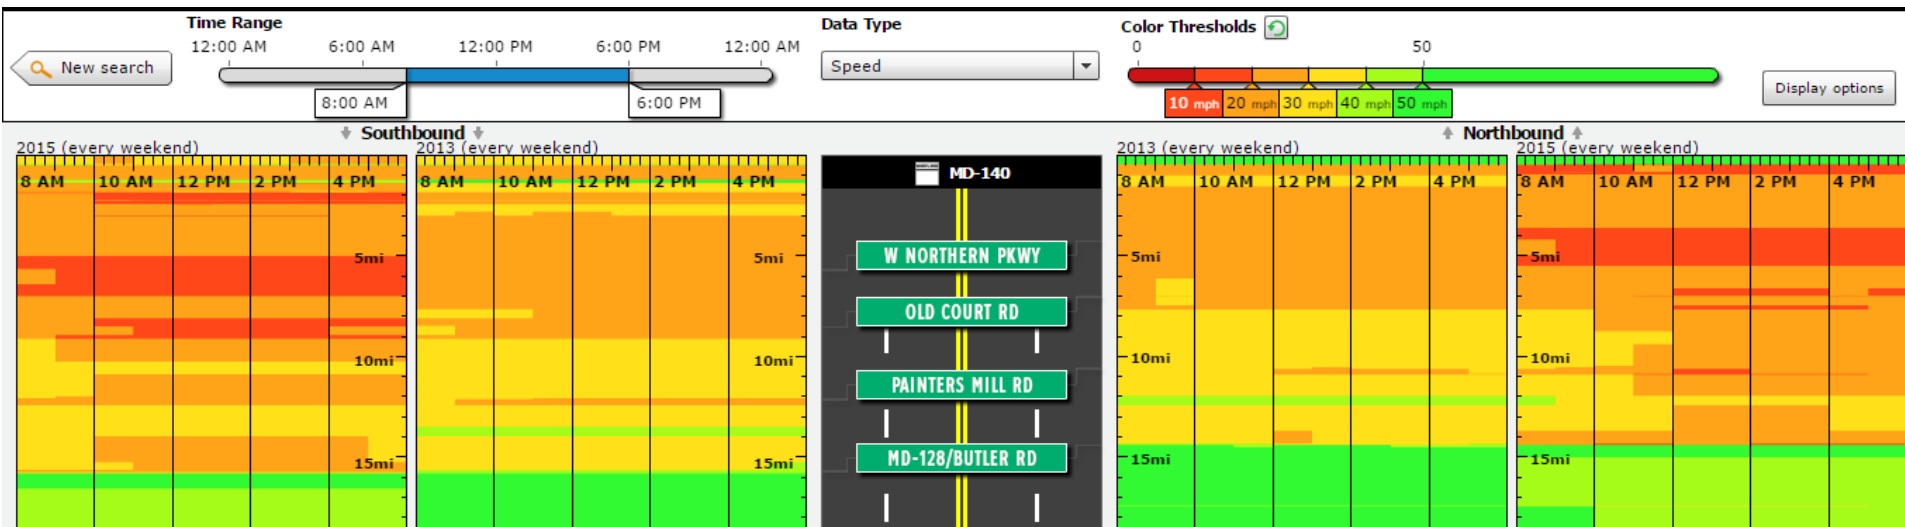 Time Range
12:00 AM 6:00 AM 12:00 PM 6:00 PM 12:00 AM
8:00 AM 6:00 PM
New search
Data Type
Speed
Color Thresholds
0 50
10 mph 20 mph 30 mph 40 mph 50 mph
Display options
Southbound
2015 (every weekend) 2013 (every weekend)
8 AM 10 AM 12 PM 2 PM 4 PM 8 AM 10 AM 12 PM 2 PM 4 PM
5mi 5mi
10mi 10mi
15mi 15mi
MD-140
W NORTHERN PKWY
OLD COURT RD
PAINTERS MILL RD
MD-128/BUTLER RD
Northbound
2013 (every weekend) 2015 (every weekend)
8 AM 10 AM 12 PM 2 PM 4 PM 8 AM 10 AM 12 PM 2 PM 4 PM
5mi 5mi
10mi 10mi
15mi 15mi